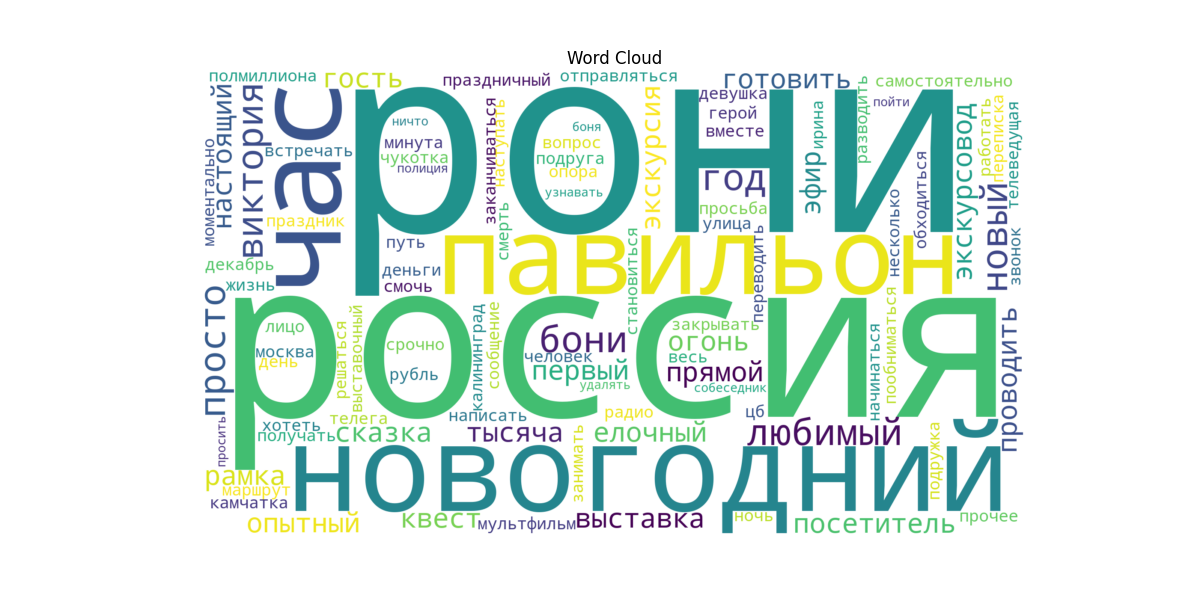 Word Cloud
полмиллиона
гость
праздничный
отправляться
готовить
самостоятельно
час
рони
настоящий
виктория
моментально
встречать
праздник
декабрь
жизнь
ничто
минута
чукотка
полиция
путь
деньги
смочь
заканчиваться
наступать
смерть
боня
вопрос
подруга
опора
узнавать
экскурсия
девушка
герой
вместе
год
просьба
улица
переводить
эфир
ирина
разводить
пойти
несколько
обходиться
экскурсовод
новый
работать
переписка
звонок
телеведущая
павильон
становиться
россия
просто
лицо
москва
день
решаться
выставочный
срочно
рубль
калининград
сообщение
бони
человек
первый
удалять
закрывать
огонь
весь
прямой
собеседник
начинаться
пообниматься
проводить
телега
написать
радио
цб
хотеть
получать
сказка
тысяча
елочный
любимый
просить
рамка
маршрут
камчатка
новогодний
занимать
подружка
опытный
квест
мультфильм
выставка
ночь
посетитель
прочее